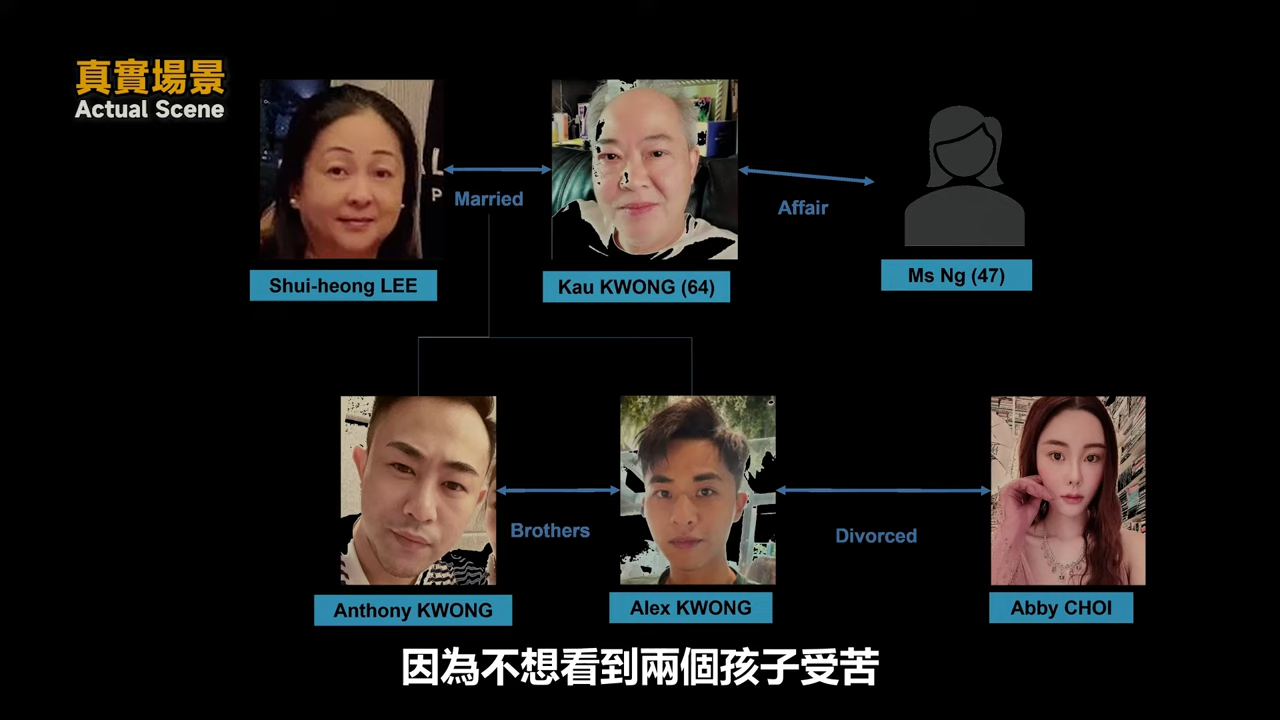 真實場景
Actual Scene
Married
Affair
Shui-heong LEE
Kau KWONG (64)
Ms Ng (47)
Brothers
Divorced
Anthony KWONG
Alex KWONG
Abby CHOI
因為不想看到兩個孩子受苦